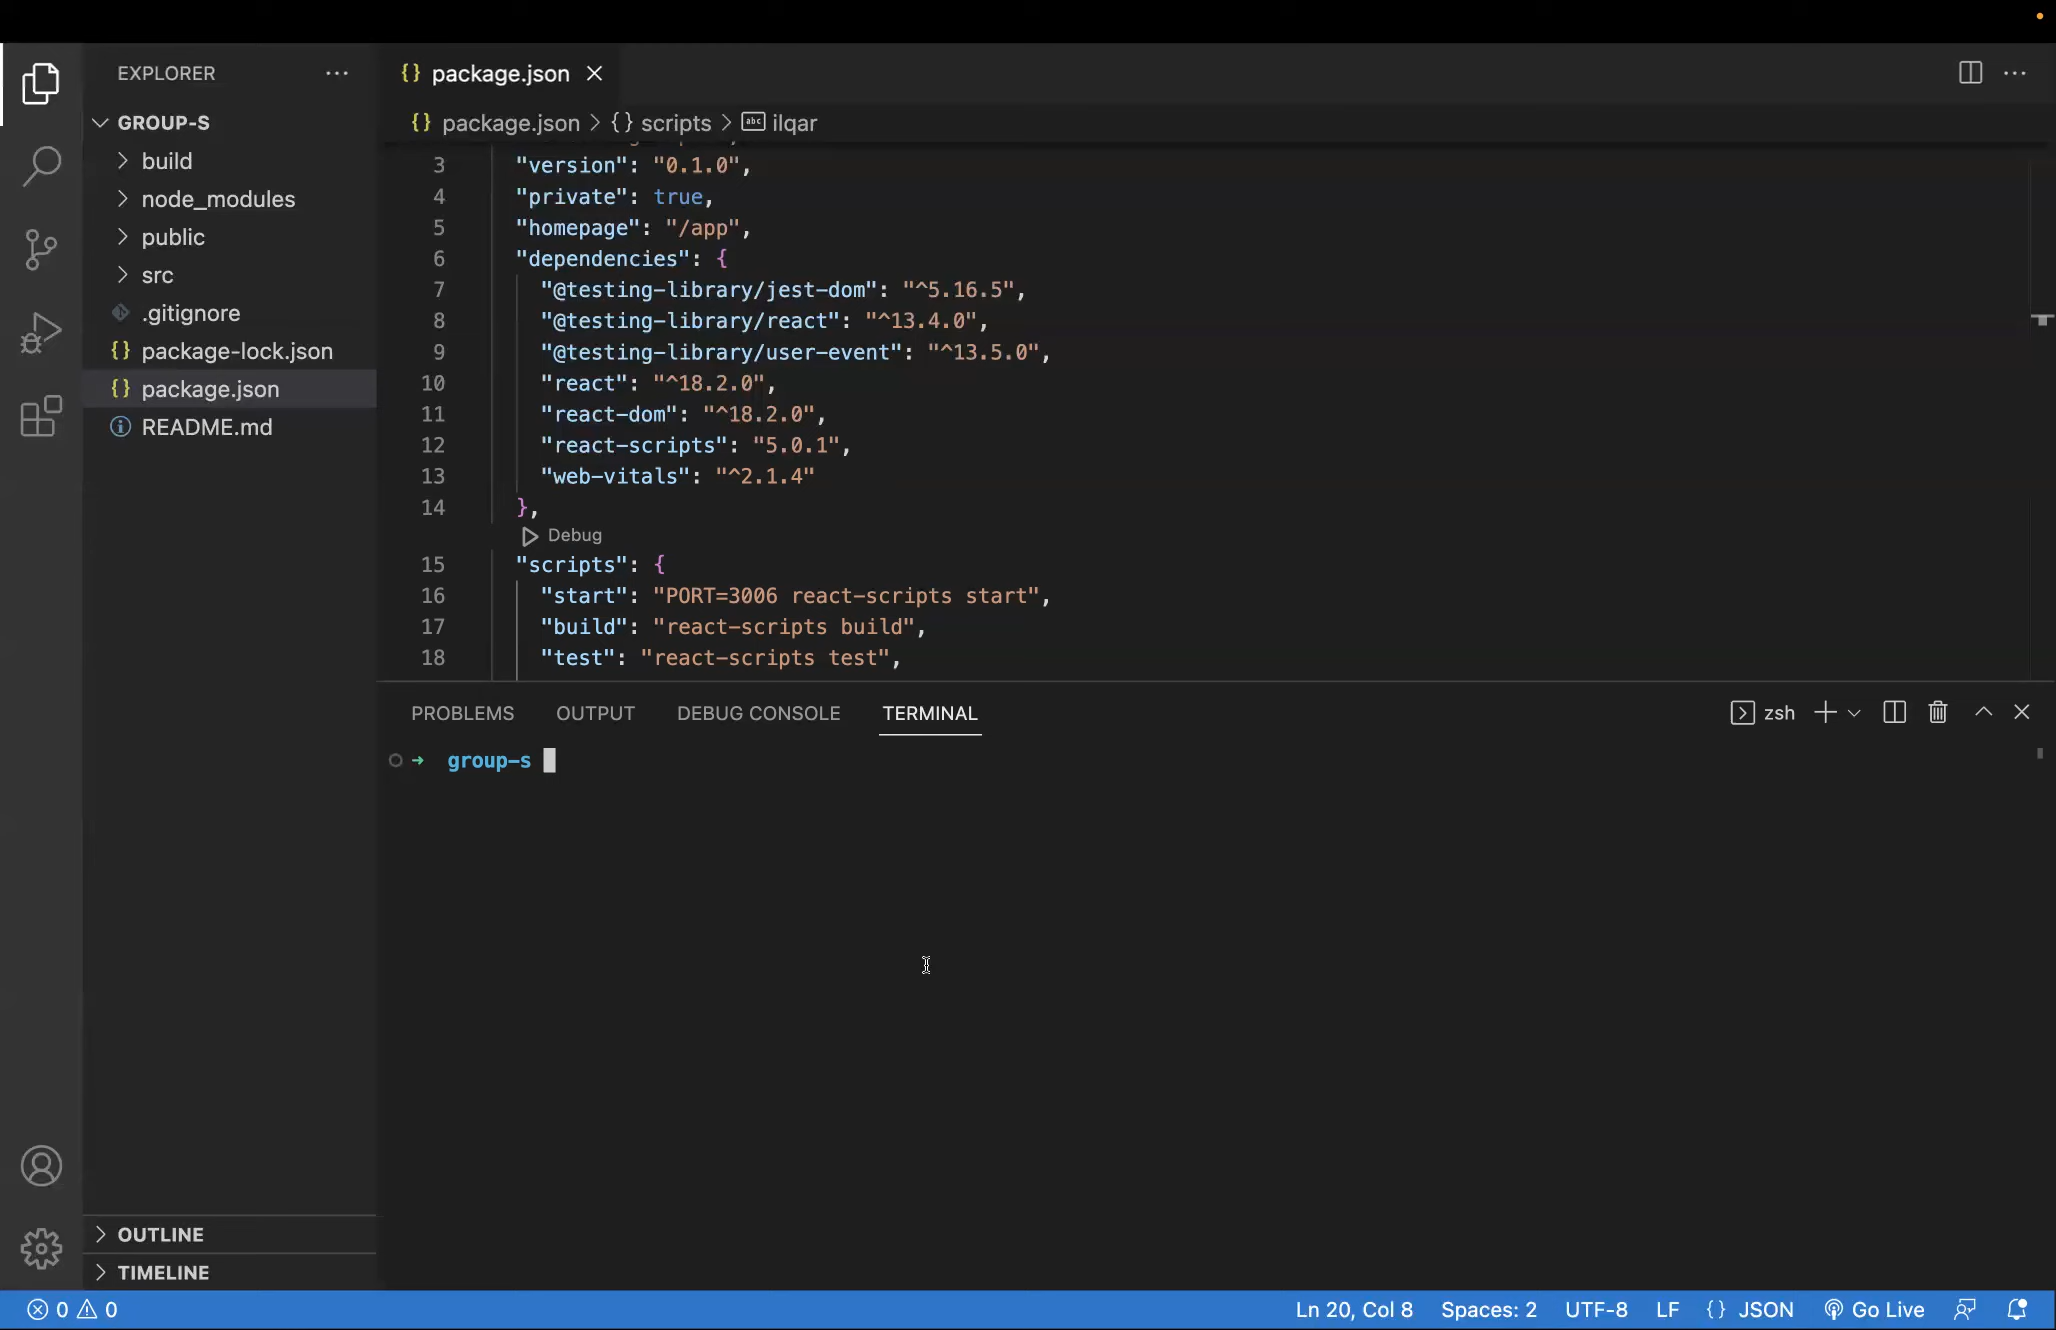 EXPLORER
GROUP-S
build
node_modules
public
src
.gitignore
{} package-lock.json
{} package.json
README.md
OUTLINE
TIMELINE
{} package.json
{} package.json > {} scripts > abc ilqar
3 "version": "0.1.0",
4 "private": true,
5 "homepage": "/app",
6 "dependencies": {
7 "@testing-library/jest-dom": "^5.16.5",
8 "@testing-library/react": "^13.4.0",
9 "@testing-library/user-event": "^13.5.0",
10 "react": "^18.2.0",
11 "react-dom": "^18.2.0",
12 "react-scripts": "5.0.1",
13 "web-vitals": "^2.1.4"
14 },
Debug
15 "scripts": {
16 "start": "PORT=3006 react-scripts start",
17 "build": "react-scripts build",
18 "test": "react-scripts test",
PROBLEMS OUTPUT DEBUG CONSOLE TERMINAL zsh
→ group-s
0 0 Ln 20, Col 8 Spaces: 2 UTF-8 LF {} JSON Go Live